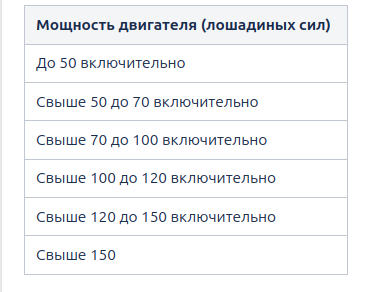 Мощность двигателя (лошадиных сил)
До 50 включительно
Свыше 50 до 70 включительно
Свыше 70 до 100 включительно
Свыше 100 до 120 включительно
Свыше 120 до 150 включительно
Свыше 150